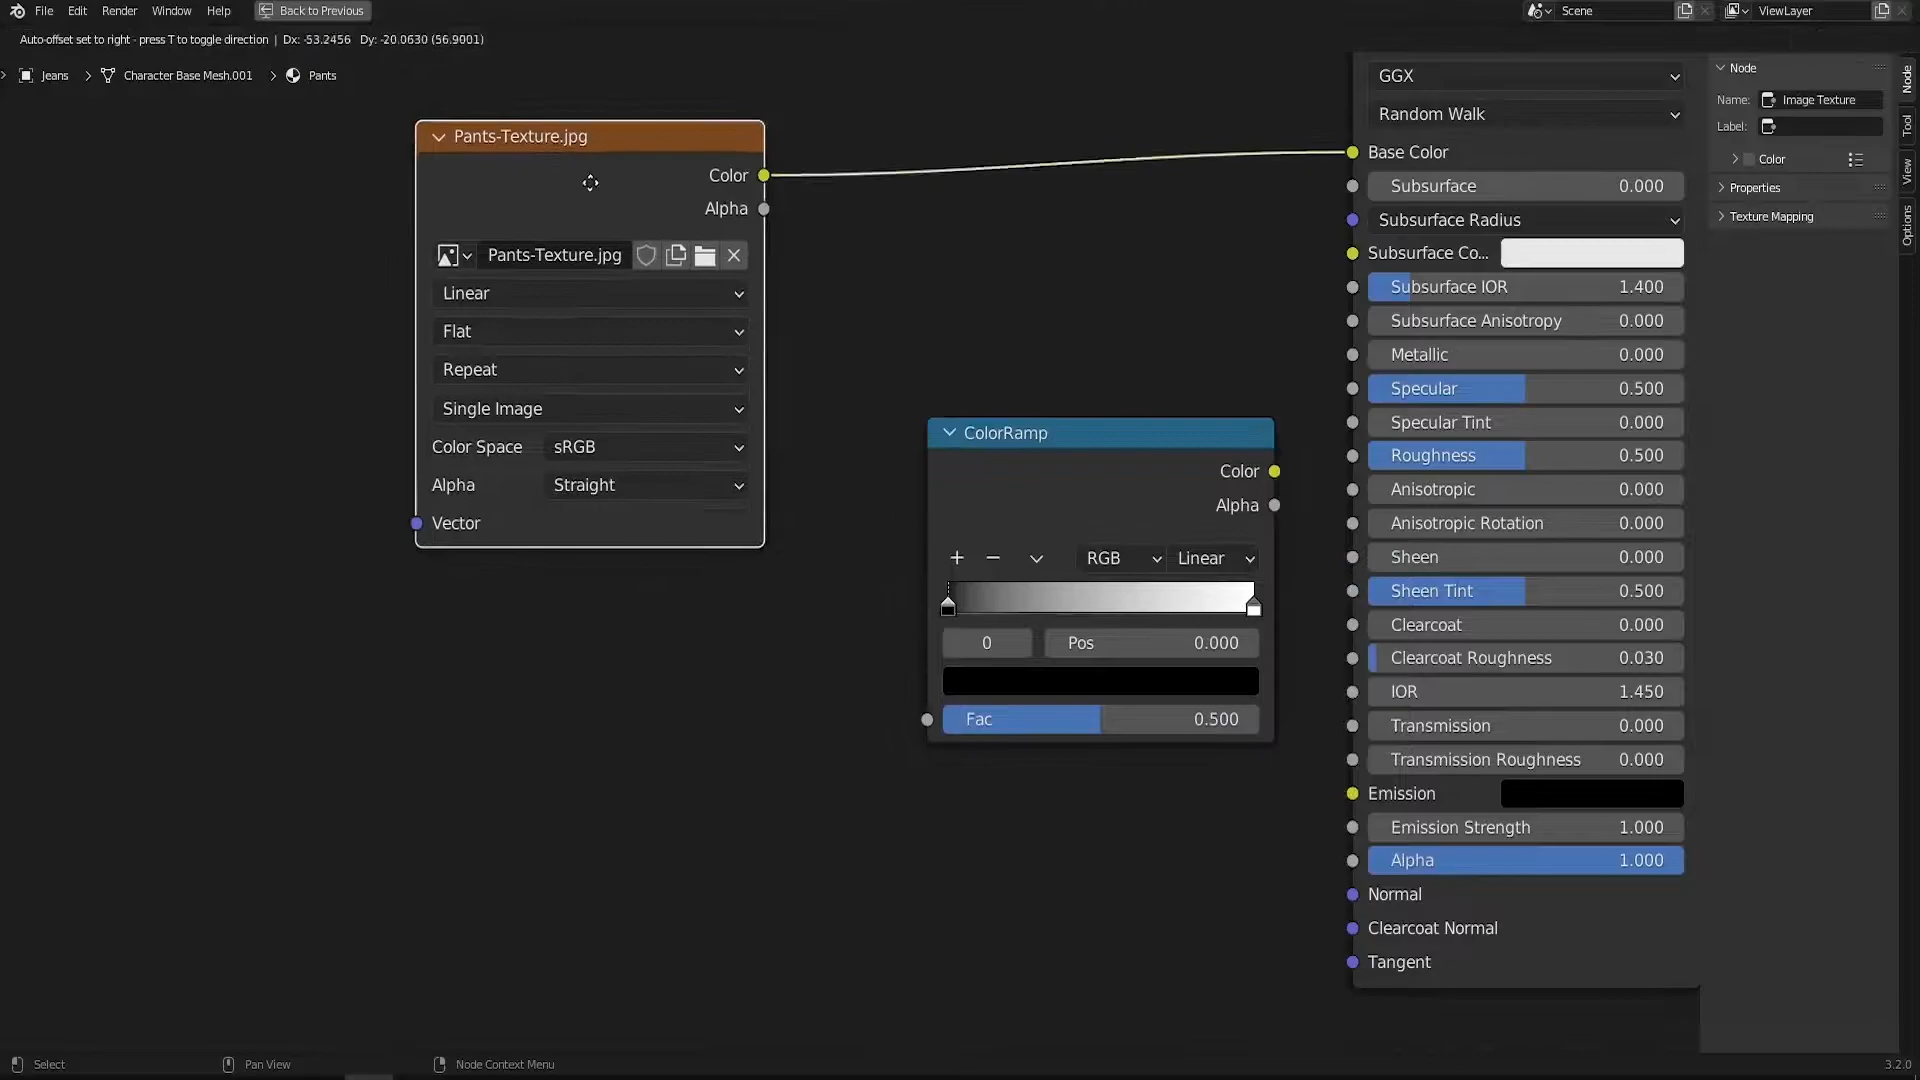 File Edit Render Window Help Back to Previous Scene ViewLayer
Auto-offset set to right - press T to toggle direction | Dx: -53.2456 Dy: -20.0630 (56.9001)
Jeans > Character Base Mesh.001 > Pants
Pants-Texture.jpg
Color
Alpha
Pants-Texture.jpg
Linear
Flat
Repeat
Single Image
Color Space sRGB
Alpha Straight
Vector
ColorRamp
Color
Alpha
+ − RGB Linear
0 Pos 0.000
Fac 0.500
GGX
Random Walk
Base Color
Subsurface 0.000
Subsurface Radius
Subsurface Co...
Subsurface IOR 1.400
Subsurface Anisotropy 0.000
Metallic 0.000
Specular 0.500
Specular Tint 0.000
Roughness 0.500
Anisotropic 0.000
Anisotropic Rotation 0.000
Sheen 0.000
Sheen Tint 0.500
Clearcoat 0.000
Clearcoat Roughness 0.030
IOR 1.450
Transmission 0.000
Transmission Roughness 0.000
Emission
Emission Strength 1.000
Alpha 1.000
Normal
Clearcoat Normal
Tangent
Node
Name: Image Texture
Label:
Color
Properties
Texture Mapping
Node
Tool
View
Options
Select Pan View Node Context Menu 3.2.0